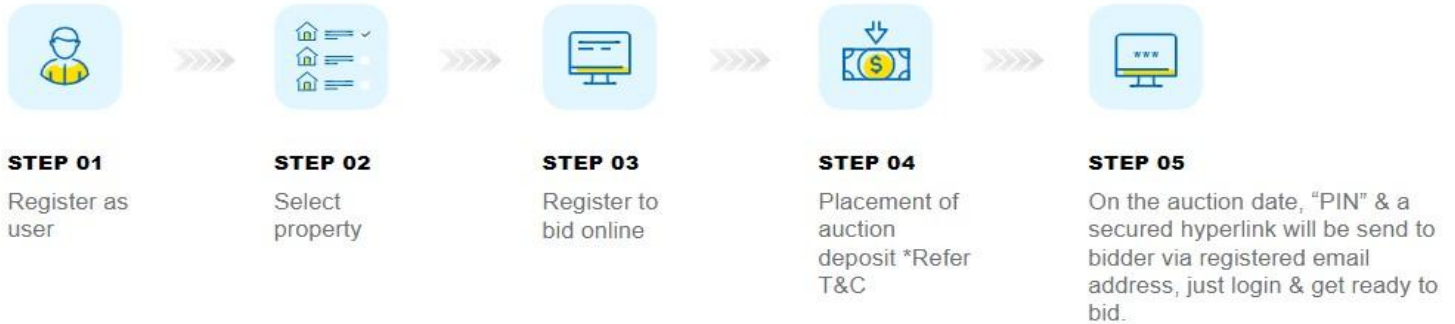 STEP 01
Register as
user
STEP 02
Select
property
STEP 03
Register to
bid online
STEP 04
Placement of
auction
deposit *Refer
T&C
www
STEP 05
On the auction date, “PIN” & a
secured hyperlink will be send to
bidder via registered email
address, just login & get ready to
bid.